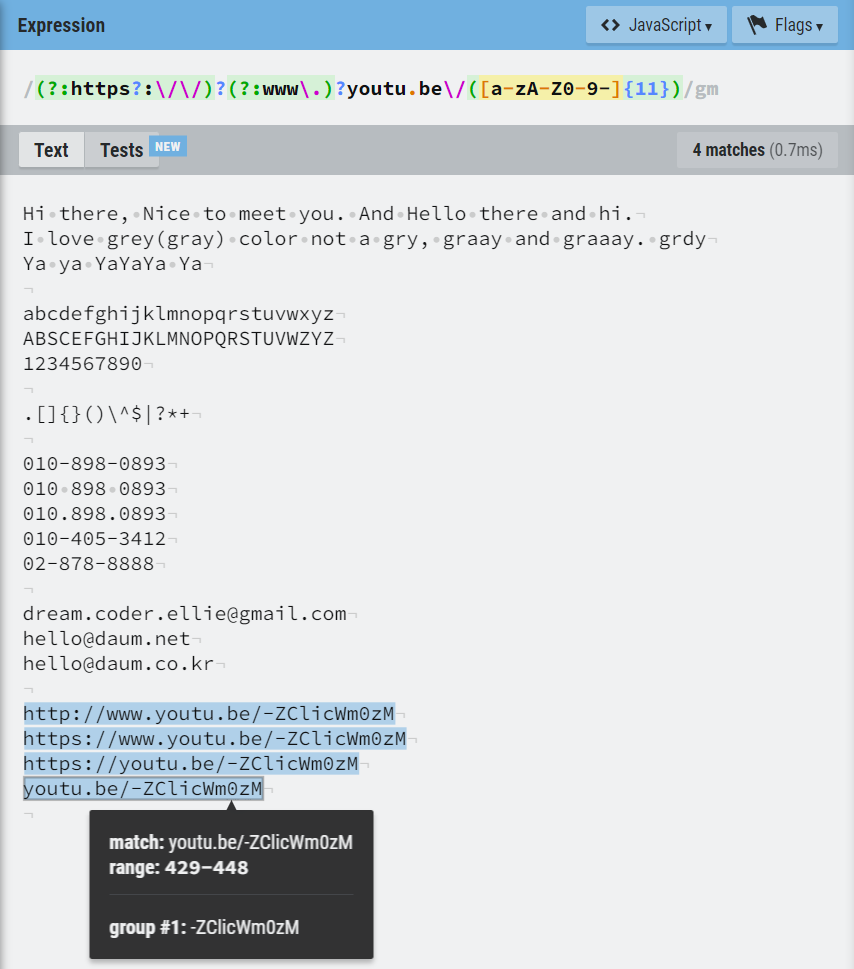 Expression
<> JavaScript ▾
Flags ▾
/(?:https?:\/\/)?(?:www\.)?youtu.be\/([a-zA-Z0-9-]{11})/gm
Text
Tests NEW
4 matches (0.7ms)
Hi there, Nice to meet you. And Hello there and hi.
I love grey(gray) color not a gry, graay and graaay. grdy
Ya ya YaYaYa Ya
abcdefghijklmnopqrstuvwxyz
ABSCEFGHIJKLMNOPQRSTUVWZYZ
1234567890
.[]{}()\^$|?*+
010-898-0893
010 898 0893
010.898.0893
010-405-3412
02-878-8888
dream.coder.ellie@gmail.com
hello@daum.net
hello@daum.co.kr
http://www.youtu.be/-ZClicWm0zM
https://www.youtu.be/-ZClicWm0zM
https://youtu.be/-ZClicWm0zM
youtu.be/-ZClicWm0zM
match: youtu.be/-ZClicWm0zM
range: 429-448
group #1: -ZClicWm0zM